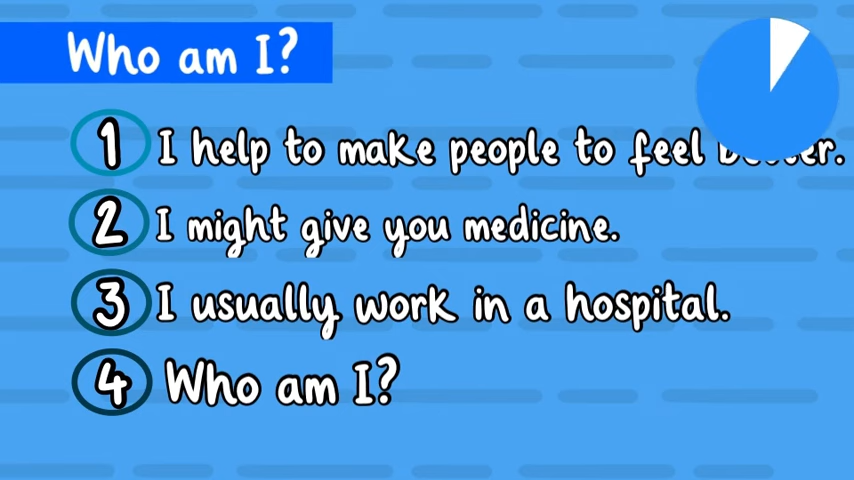 Who am I?
1 I help to make people to feel better.
2 I might give you medicine.
3 I usually work in a hospital.
4 Who am I?